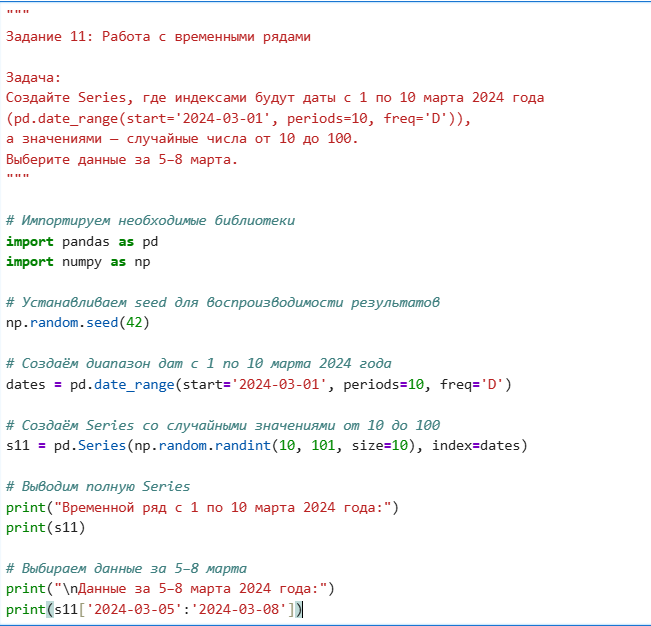 """
Задание 11: Работа с временными рядами
Задача:
Создайте Series, где индексами будут даты с 1 по 10 марта 2024 года
(pd.date_range(start='2024-03-01', periods=10, freq='D')),
а значениями — случайные числа от 10 до 100.
Выберите данные за 5–8 марта.
"""
# Импортируем необходимые библиотеки
import pandas as pd
import numpy as np
# Устанавливаем seed для воспроизводимости результатов
np.random.seed(42)
# Создаём диапазон дат с 1 по 10 марта 2024 года
dates = pd.date_range(start='2024-03-01', periods=10, freq='D')
# Создаём Series со случайными значениями от 10 до 100
s11 = pd.Series(np.random.randint(10, 101, size=10), index=dates)
# Выводим полную Series
print("Временной ряд с 1 по 10 марта 2024 года:")
print(s11)
# Выбираем данные за 5–8 марта
print("\nДанные за 5–8 марта 2024 года:")
print(s11['2024-03-05':'2024-03-08'])